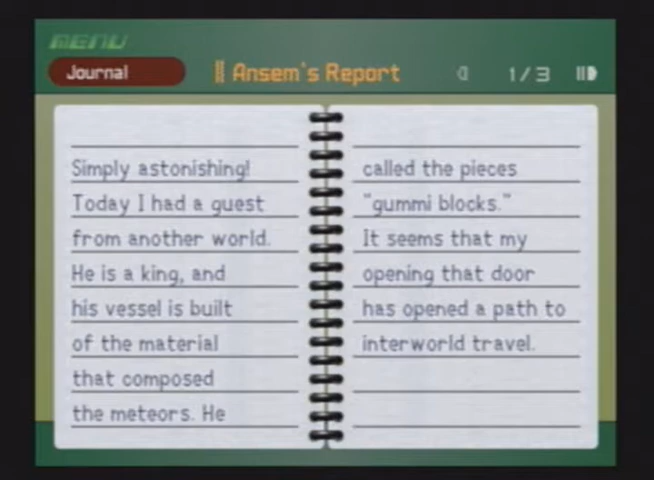 MENU
Journal
Ansem's Report
1/3
Simply astonishing!
Today I had a guest
from another world.
He is a king, and
his vessel is built
of the material
that composed
the meteors. He
called the pieces
"gummi blocks."
It seems that my
opening that door
has opened a path to
interworld travel.